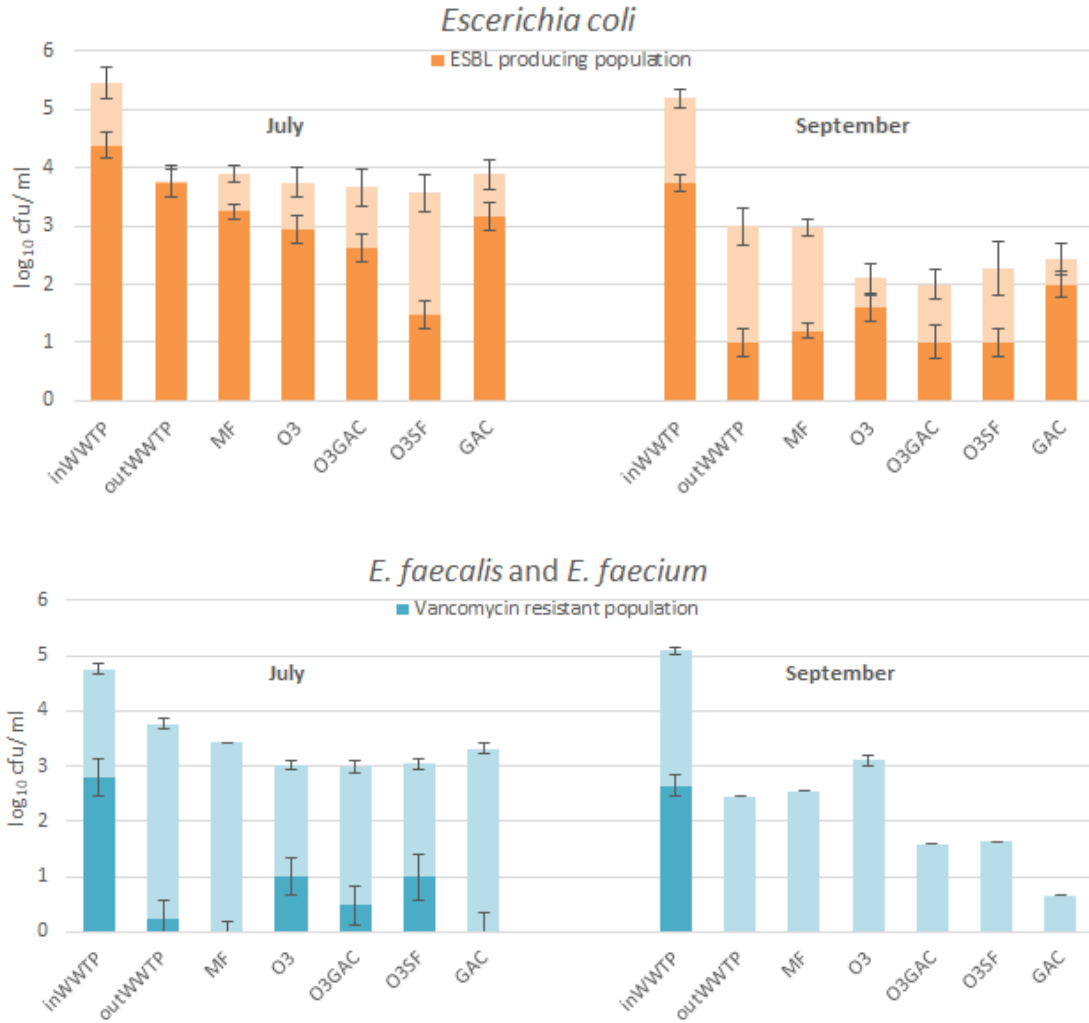 Escerichia coli
ESBL producing population
log10 cfu/ ml
6
5
4
3
2
1
0
July
September
inWWTP
outWWTP
MF
O3
O3GAC
O3SF
GAC
inWWTP
outWWTP
MF
O3
O3GAC
O3SF
GAC
E. faecalis and E. faecium
Vancomycin resistant population
log10 cfu/ ml
6
5
4
3
2
1
0
July
September
inWWTP
outWWTP
MF
O3
O3GAC
O3SF
GAC
inWWTP
outWWTP
MF
O3
O3GAC
O3SF
GAC